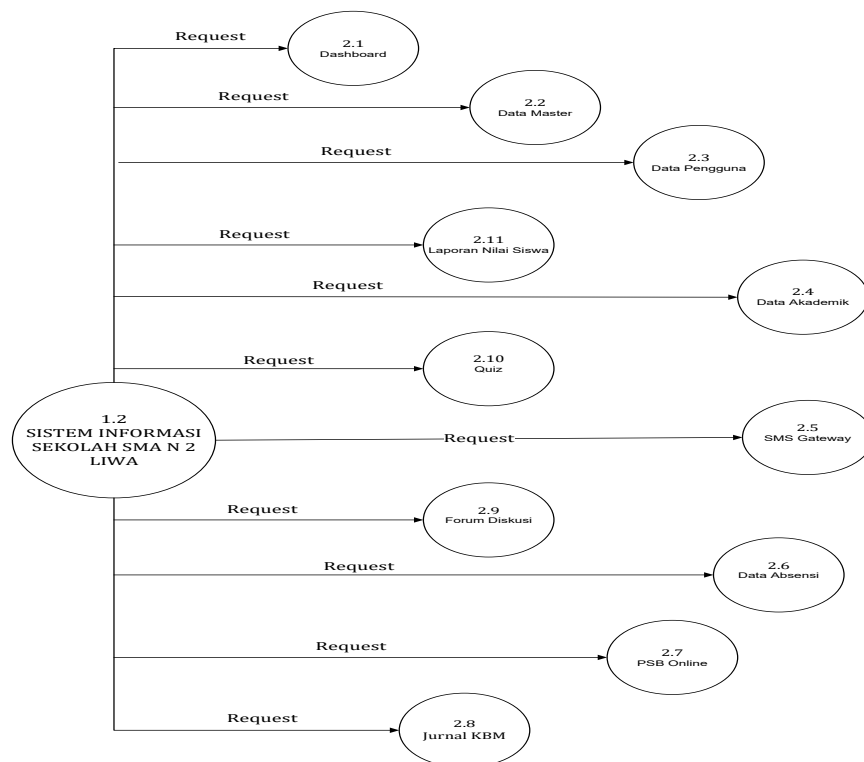 Request
2.1
Dashboard
Request
2.2
Data Master
Request
2.3
Data Pengguna
Request
2.11
Laporan Nilai Siswa
Request
2.4
Data Akademik
Request
2.10
Quiz
1.2
SISTEM INFORMASI
SEKOLAH SMA N 2
LIWA
Request
2.5
SMS Gateway
Request
2.9
Forum Diskusi
Request
2.6
Data Absensi
Request
2.7
PSB Online
Request
2.8
Jurnal KBM